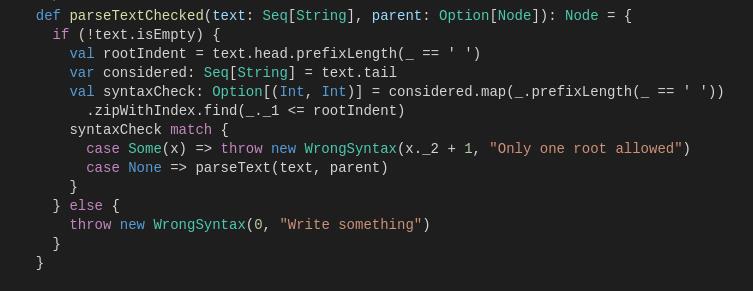 def parseTextChecked(text: Seq[String], parent: Option[Node]): Node = {
  if (!text.isEmpty) {
    val rootIndent = text.head.prefixLength(_ == ' ')
    var considered: Seq[String] = text.tail
    val syntaxCheck: Option[(Int, Int)] = considered.map(_.prefixLength(_ == ' '))
      .zipWithIndex.find(_._1 <= rootIndent)
    syntaxCheck match {
      case Some(x) => throw new WrongSyntax(x._2 + 1, "Only one root allowed")
      case None => parseText(text, parent)
    }
  } else {
    throw new WrongSyntax(0, "Write something")
  }
}